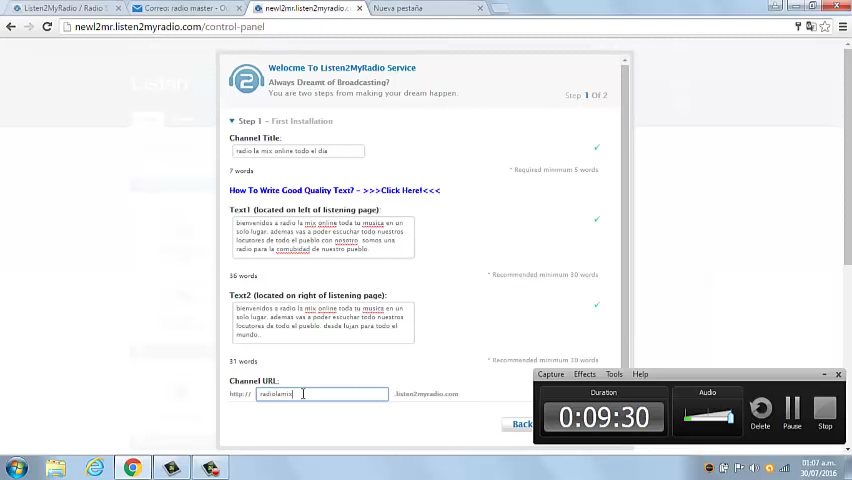 Listen2MyRadio / Radio S
Correo: radio master - O
newl2mr.listen2myradio.c
Nueva pestaña
newl2mr.listen2myradio.com/control-panel
Listen
Welcome To Listen2MyRadio Service
Always Dreamt of Broadcasting?
You are two steps from making your dream happen.
Step 1 Of 2
Step 1 - First Installation
Channel Title:
radio la mix online todo el dia
7 words
* Required minimum 5 words
How To Write Good Quality Text? - >>>Click Here!<<<
Text1 (located on left of listening page):
bienvenidos a radio la mix online toda tu musica en un
solo lugar. ademas vas a poder escuchar todo nuestros
locutores de todo el pueblo con nosotro. somos una
radio para la comubidad de nuestro pueblo.
36 words
* Recommended minimum 30 words
Text2 (located on right of listening page):
bienvenidos a radio la mix online toda tu musica en un
solo lugar. ademas vas a poder escuchar todo nuestros
locutores de todo el pueblo. desde lujan para todo el
mundo..
31 words
* Recommended minimum 30 words
Channel URL:
http:// radiolamix .listen2myradio.com
Back
Capture Effects Tools Help
Duration
0:09:30
Audio
Delete
Pause
Stop
ES
01:07 a.m.
30/07/2016